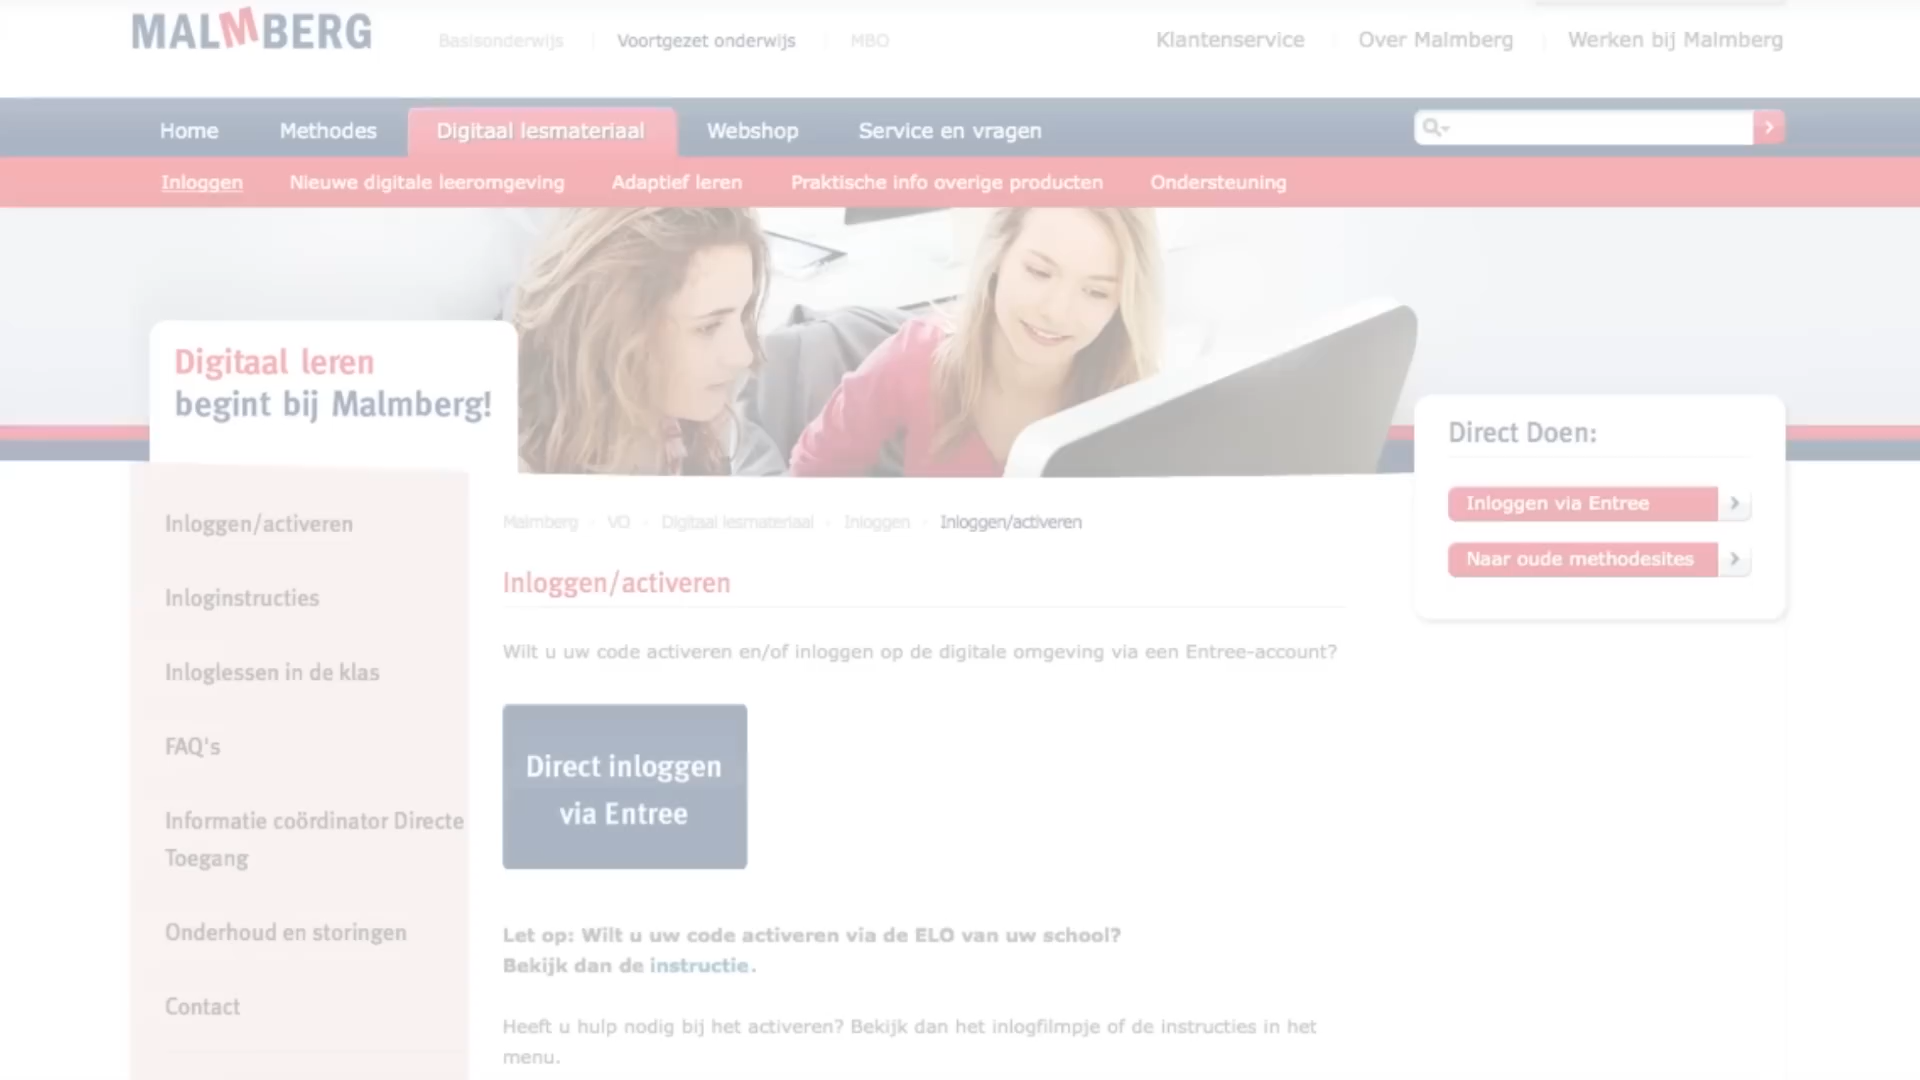 MALMBERG
Basisonderwijs
Voortgezet onderwijs
MBO
Klantenservice
Over Malmberg
Werken bij Malmberg
Home
Methodes
Digitaal lesmateriaal
Webshop
Service en vragen
Inloggen
Nieuwe digitale leeromgeving
Adaptief leren
Praktische info overige producten
Ondersteuning
Digitaal leren
begint bij Malmberg!
Direct Doen:
Inloggen via Entree
Naar oude methodesites
Inloggen/activeren
Inloginstructies
Inloglessen in de klas
FAQ's
Informatie coördinator Directe
Toegang
Onderhoud en storingen
Contact
Malmberg
VO
Digitaal lesmateriaal
Inloggen
Inloggen/activeren
Inloggen/activeren
Wilt u uw code activeren en/of inloggen op de digitale omgeving via een Entree-account?
Direct inloggen
via Entree
Let op: Wilt u uw code activeren via de ELO van uw school?
Bekijk dan de instructie.
Heeft u hulp nodig bij het activeren? Bekijk dan het inlogfilmpje of de instructies in het
menu.